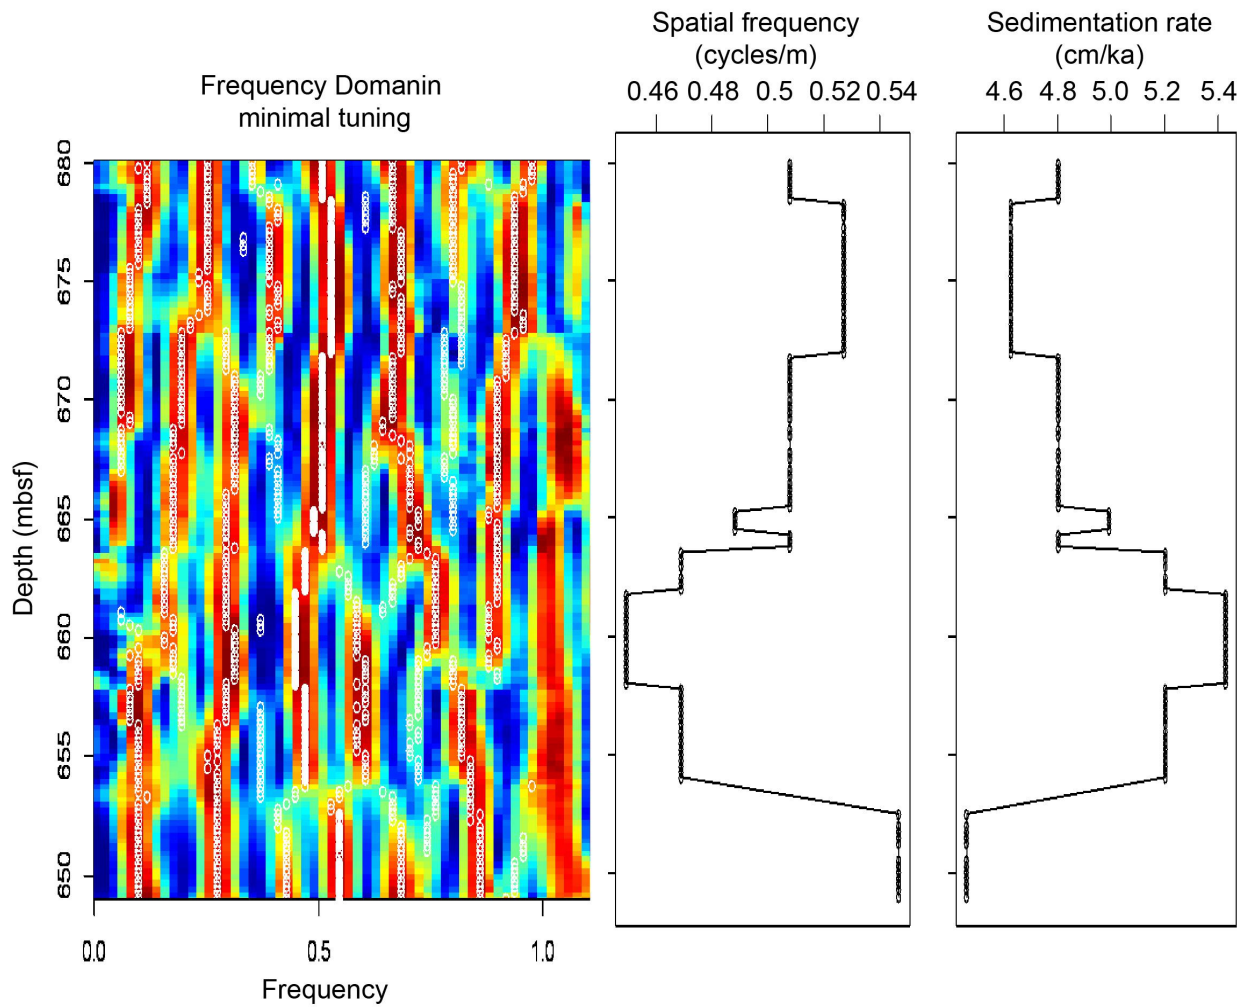 Spatial frequency
(cycles/m)
Sedimentation rate
(cm/ka)
Frequency Domanin
minimal tuning
0.46 0.48 0.5 0.52 0.54
4.6 4.8 5.0 5.2 5.4
680
675
670
665
660
655
650
Depth (mbsf)
0.0 0.5 1.0
Frequency